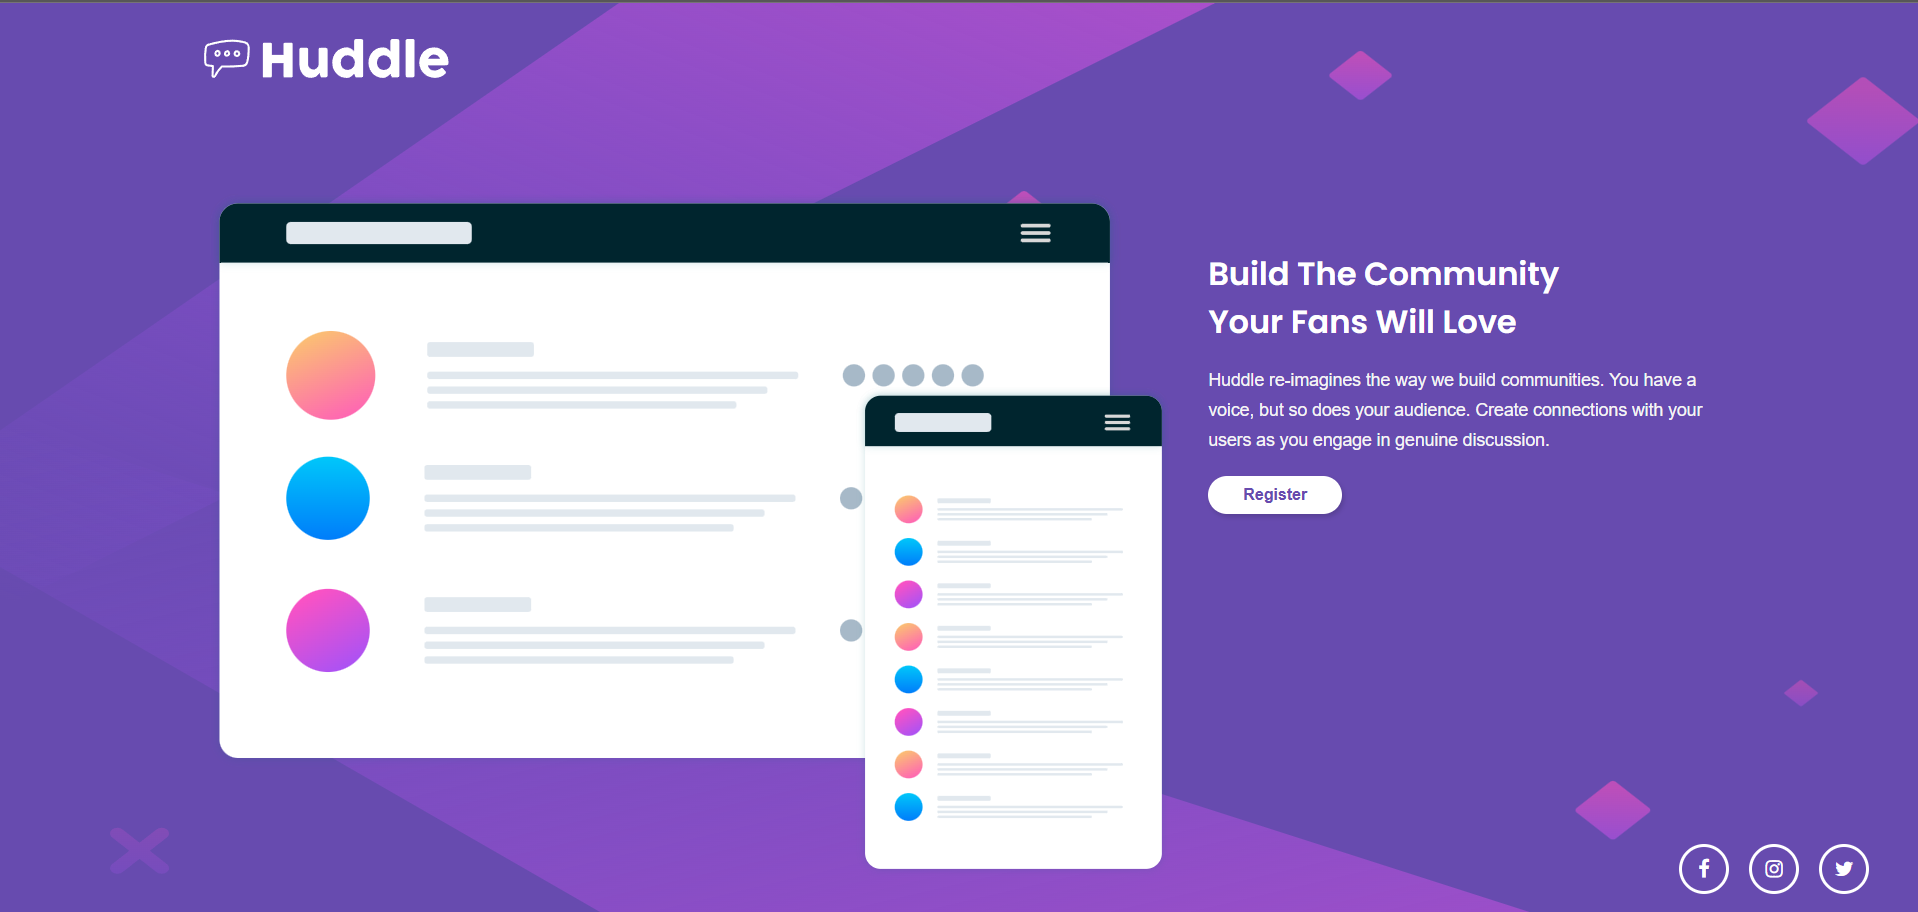 Huddle
Build The Community
Your Fans Will Love
Huddle re-imagines the way we build communities. You have a
voice, but so does your audience. Create connections with your
users as you engage in genuine discussion.
Register